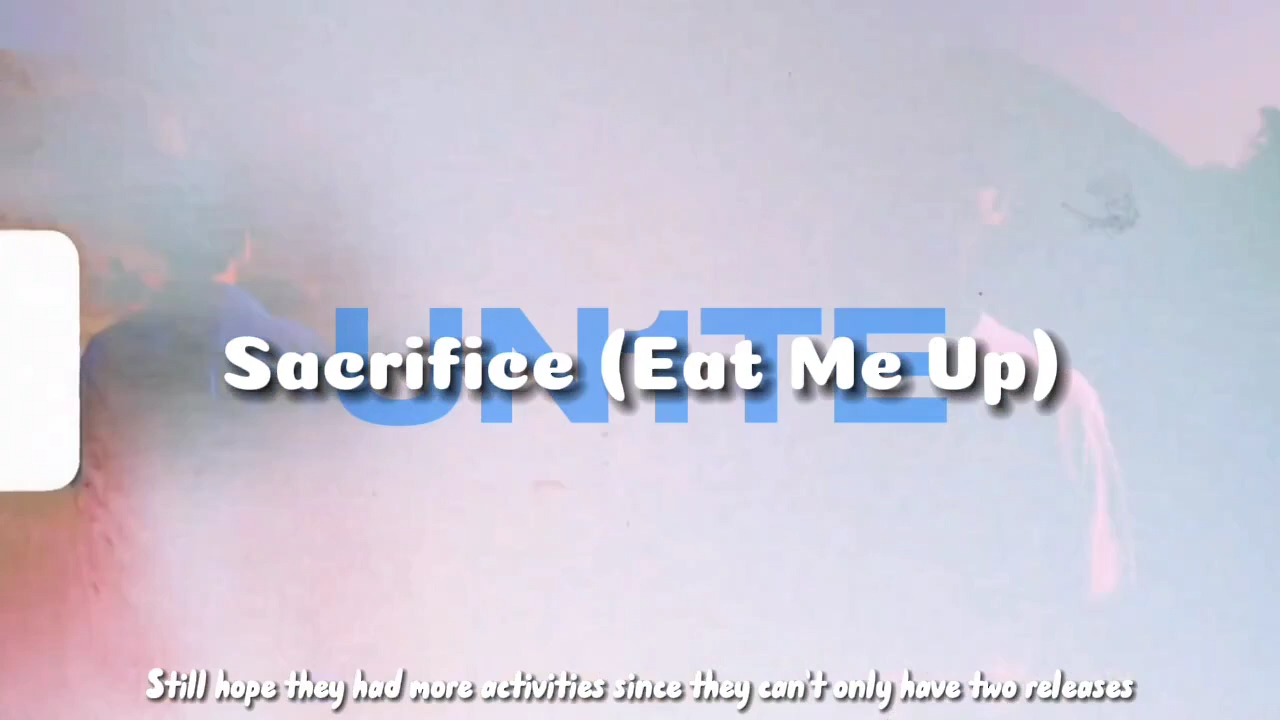 UN1TE
Sacrifice (Eat Me Up)
Still hope they had more activities since they can't only have two releases